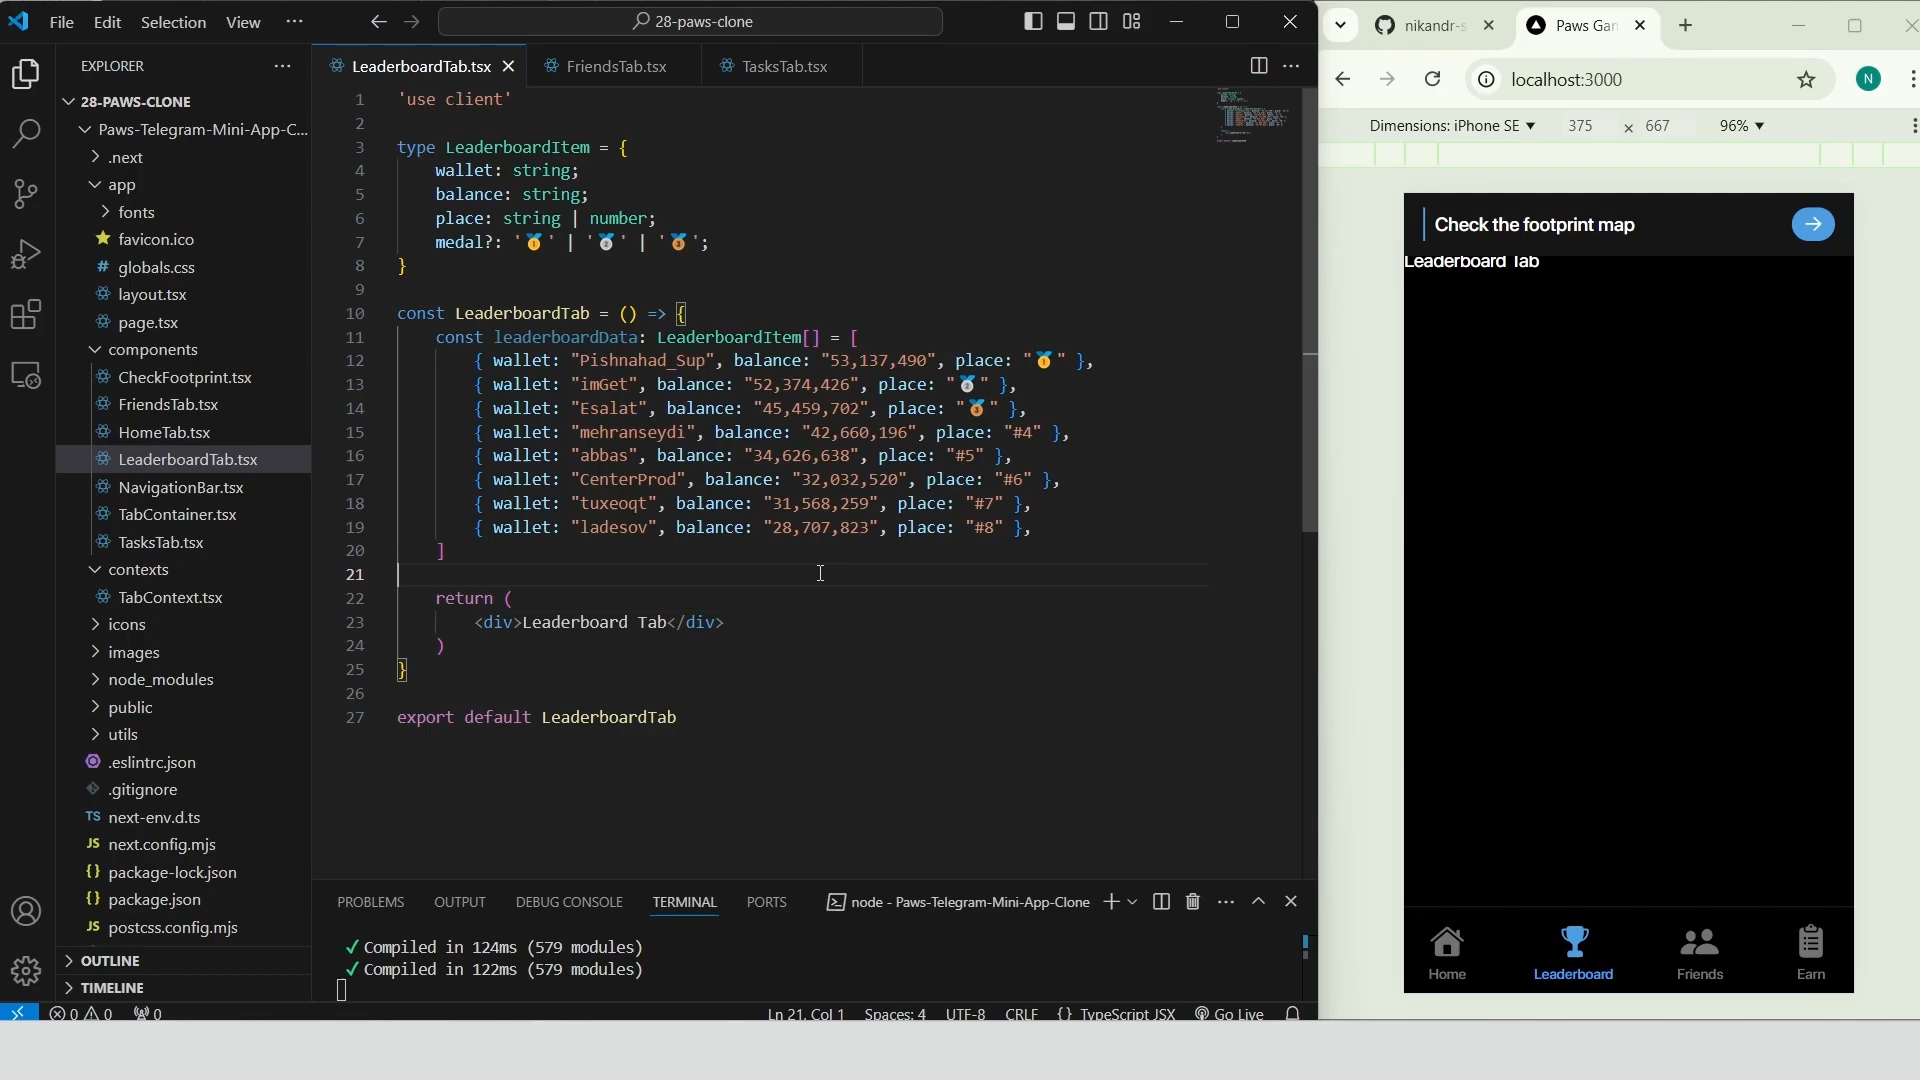 File Edit Selection View ··· 28-paws-clone
EXPLORER
28-PAWS-CLONE
Paws-Telegram-Mini-App-C...
.next
app
fonts
favicon.ico
globals.css
layout.tsx
page.tsx
components
CheckFootprint.tsx
FriendsTab.tsx
HomeTab.tsx
LeaderboardTab.tsx
NavigationBar.tsx
TabContainer.tsx
TasksTab.tsx
contexts
TabContext.tsx
icons
images
node_modules
public
utils
.eslintrc.json
.gitignore
TS next-env.d.ts
JS next.config.mjs
{} package-lock.json
{} package.json
JS postcss.config.mjs
OUTLINE
TIMELINE
LeaderboardTab.tsx FriendsTab.tsx TasksTab.tsx
1 'use client'
2
3 type LeaderboardItem = {
4 wallet: string;
5 balance: string;
6 place: string | number;
7 medal?: '🥇' | '🥈' | '🥉';
8 }
9
10 const LeaderboardTab = () => {
11 const leaderboardData: LeaderboardItem[] = [
12 { wallet: "Pishnahad_Sup", balance: "53,137,490", place: "🥇" },
13 { wallet: "imGet", balance: "52,374,426", place: "🥈" },
14 { wallet: "Esalat", balance: "45,459,702", place: "🥉" },
15 { wallet: "mehranseydi", balance: "42,660,196", place: "#4" },
16 { wallet: "abbas", balance: "34,626,638", place: "#5" },
17 { wallet: "CenterProd", balance: "32,032,520", place: "#6" },
18 { wallet: "tuxeoqt", balance: "31,568,259", place: "#7" },
19 { wallet: "ladesov", balance: "28,707,823", place: "#8" },
20 ]
21
22 return (
23 <div>Leaderboard Tab</div>
24 )
25 }
26
27 export default LeaderboardTab
PROBLEMS OUTPUT DEBUG CONSOLE TERMINAL PORTS node - Paws-Telegram-Mini-App-Clone
✓ Compiled in 124ms (579 modules)
✓ Compiled in 122ms (579 modules)
0 0 0 Ln 21, Col 1 Spaces: 4 UTF-8 CRLF {} TypeScript JSX Go Live
nikandr-s Paws Gam
localhost:3000 N
Dimensions: iPhone SE 375 × 667 96%
Check the footprint map
Leaderboard Tab
Home Leaderboard Friends Earn